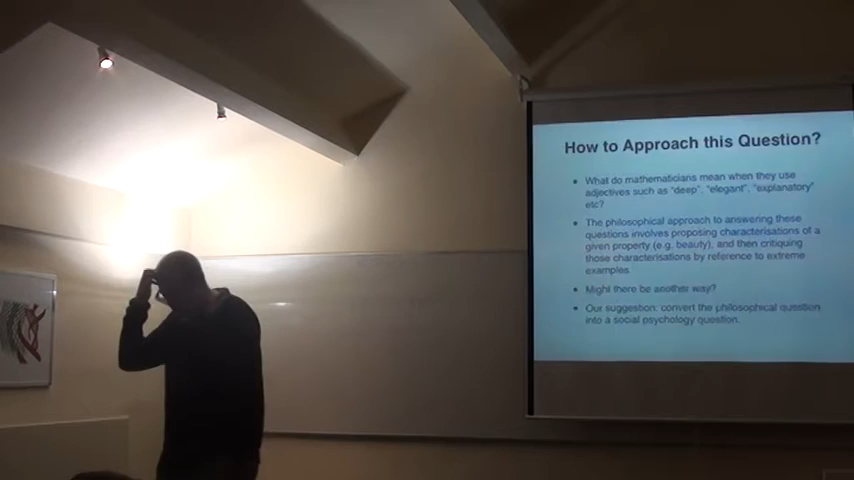 How to Approach this Question?
• What do mathematicians mean when they use
adjectives such as "deep", "elegant", "explanatory"
etc?
• The philosophical approach to answering these
questions involves proposing characterisations of a
given property (e.g. beauty), and then critiquing
those characterisations by reference to extreme
examples.
• Might there be another way?
• Our suggestion: convert the philosophical question
into a social psychology question.